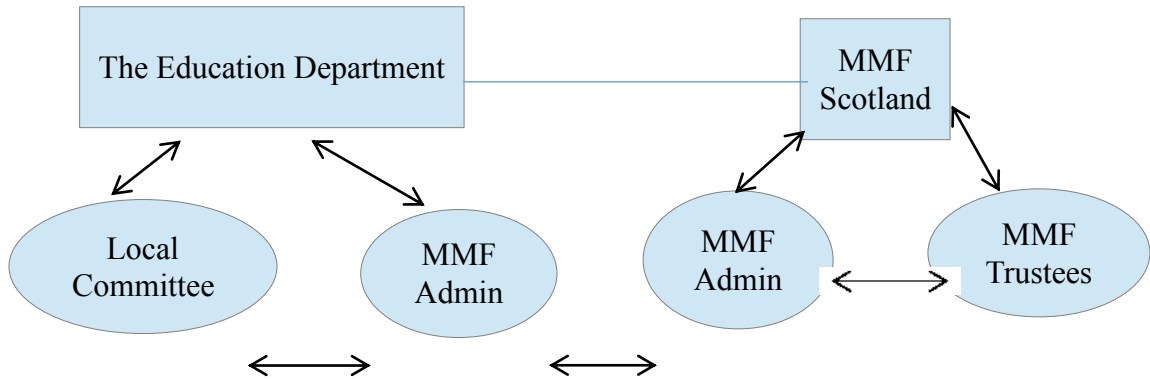 The Education Department
MMF
Scotland
Local
Committee
MMF
Admin
MMF
Admin
MMF
Trustees